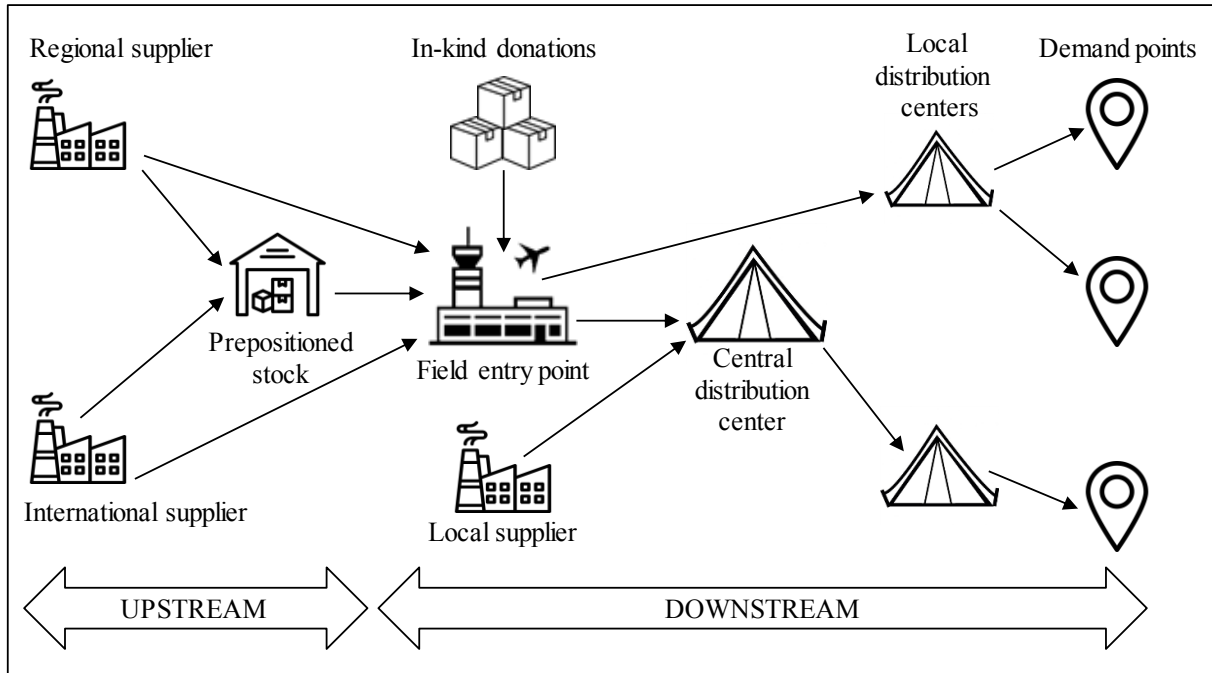 Regional supplier
In-kind donations
Local
distribution
centers
Demand points
Prepositioned
stock
Field entry point
Central
distribution
center
International supplier
Local supplier
UPSTREAM
DOWNSTREAM